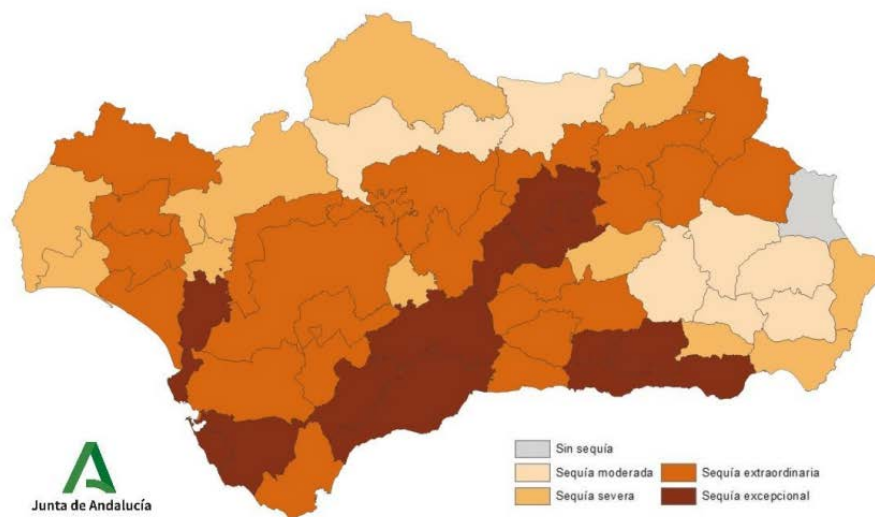 Sin sequía
Sequía moderada
Sequía extraordinaria
Sequía severa
Sequía excepcional
Junta de Andalucía